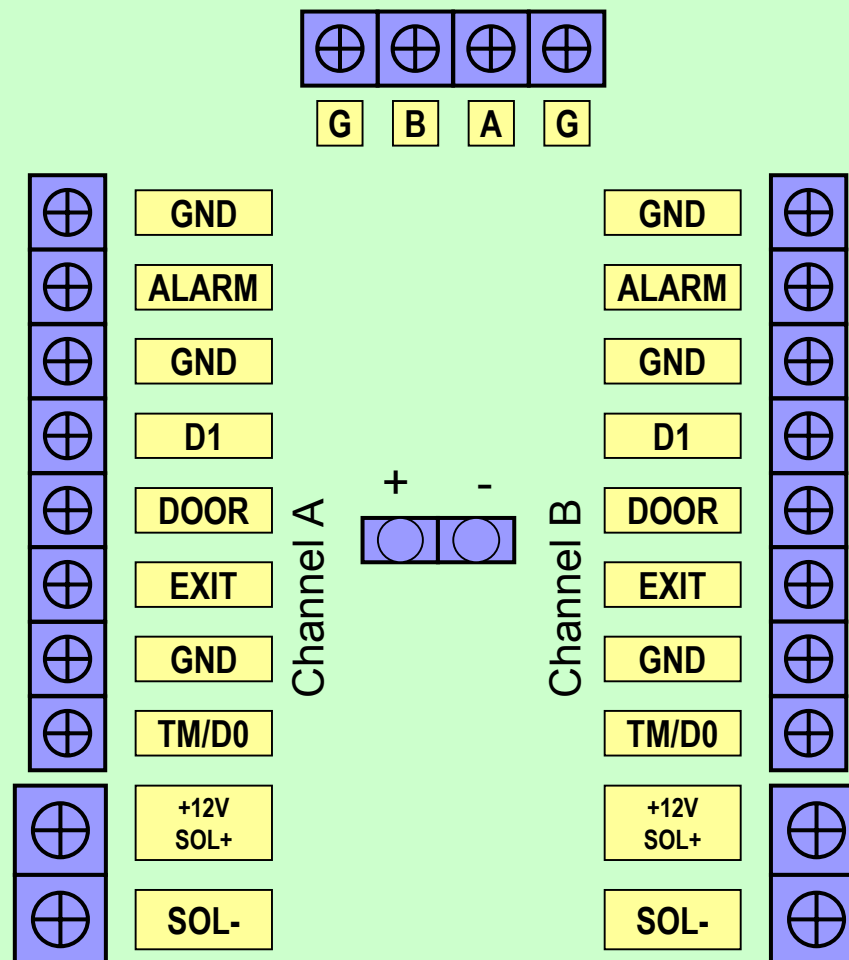 G B A G
GND GND
ALARM ALARM
GND GND
D1 D1
+ -
DOOR DOOR
Channel A Channel B
EXIT EXIT
GND GND
TM/D0 TM/D0
+12V +12V
SOL+ SOL+
SOL- SOL-